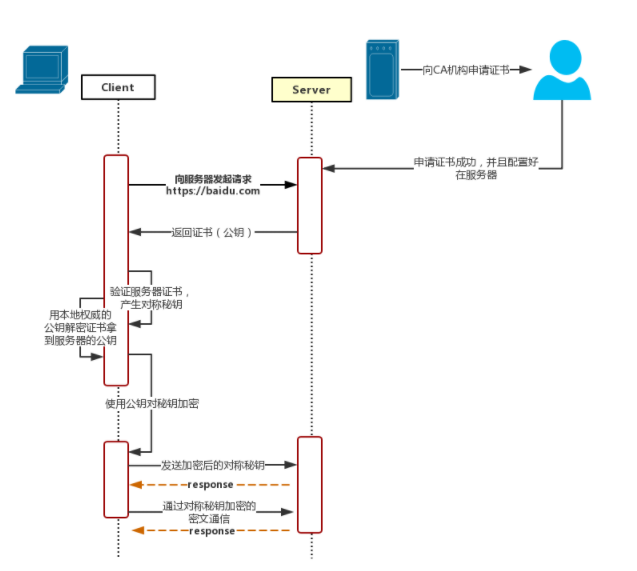 向CA机构申请证书
Client
Server
申请证书成功，并且配置好
在服务器
向服务器发起请求
https://baidu.com
返回证书（公钥）
验证服务器证书，
产生对称秘钥
用本地权威的
公钥解密证书拿
到服务器的公钥
使用公钥对秘钥加密
发送加密后的对称秘钥
response
通过对称秘钥加密的
密文通信
response